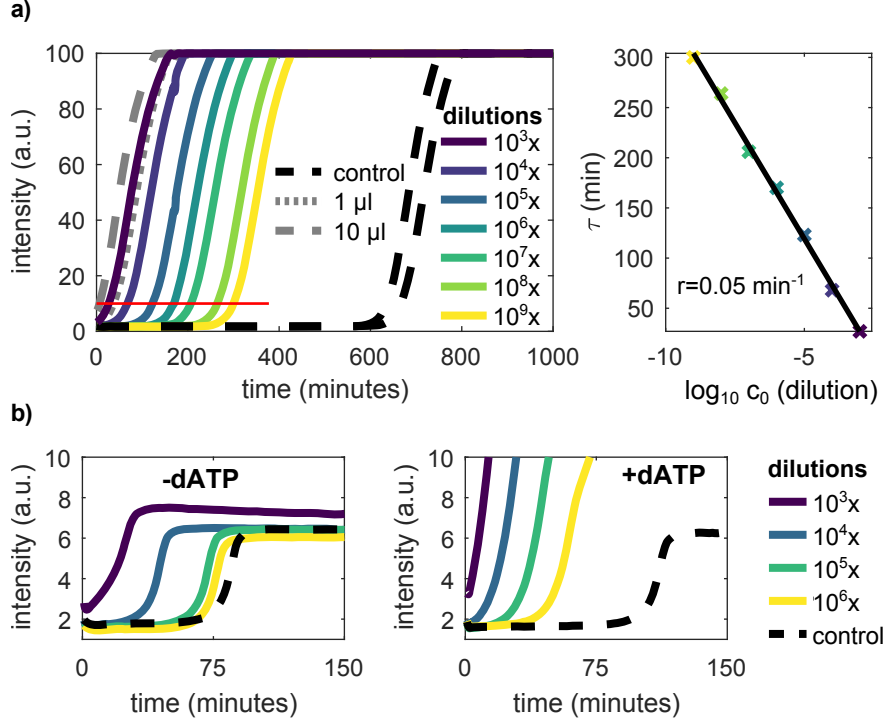 a)
100
80
60
40
20
0
intensity (a.u.)
0
200
400
600
800
1000
time (minutes)
control
1 µl
10 µl
dilutions
10³x
10⁴x
10⁵x
10⁶x
10⁷x
10⁸x
10⁹x
300
250
200
150
100
50
τ (min)
r=0.05 min⁻¹
-10
-5
log₁₀ c₀ (dilution)
b)
10
8
6
4
2
intensity (a.u.)
-dATP
0
75
150
time (minutes)
10
8
6
4
2
intensity (a.u.)
+dATP
0
75
150
time (minutes)
dilutions
10³x
10⁴x
10⁵x
10⁶x
control